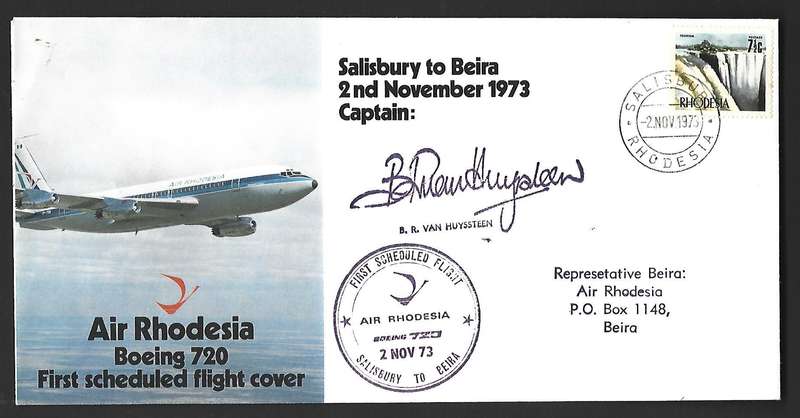 Salisbury to Beira
2nd November 1973
Captain:
TOURISM POSTAGE
7½c
RHODESIA
SALISBURY
-2.NOV 1973
RHODESIA
AIR RHODESIA
B. R. VAN HUYSSTEEN
FIRST SCHEDULED FLIGHT
AIR RHODESIA
BOEING 720
2 NOV 73
SALISBURY TO BEIRA
Represetative Beira:
Air Rhodesia
P.O. Box 1148,
Beira
Air Rhodesia
Boeing 720
First scheduled flight cover